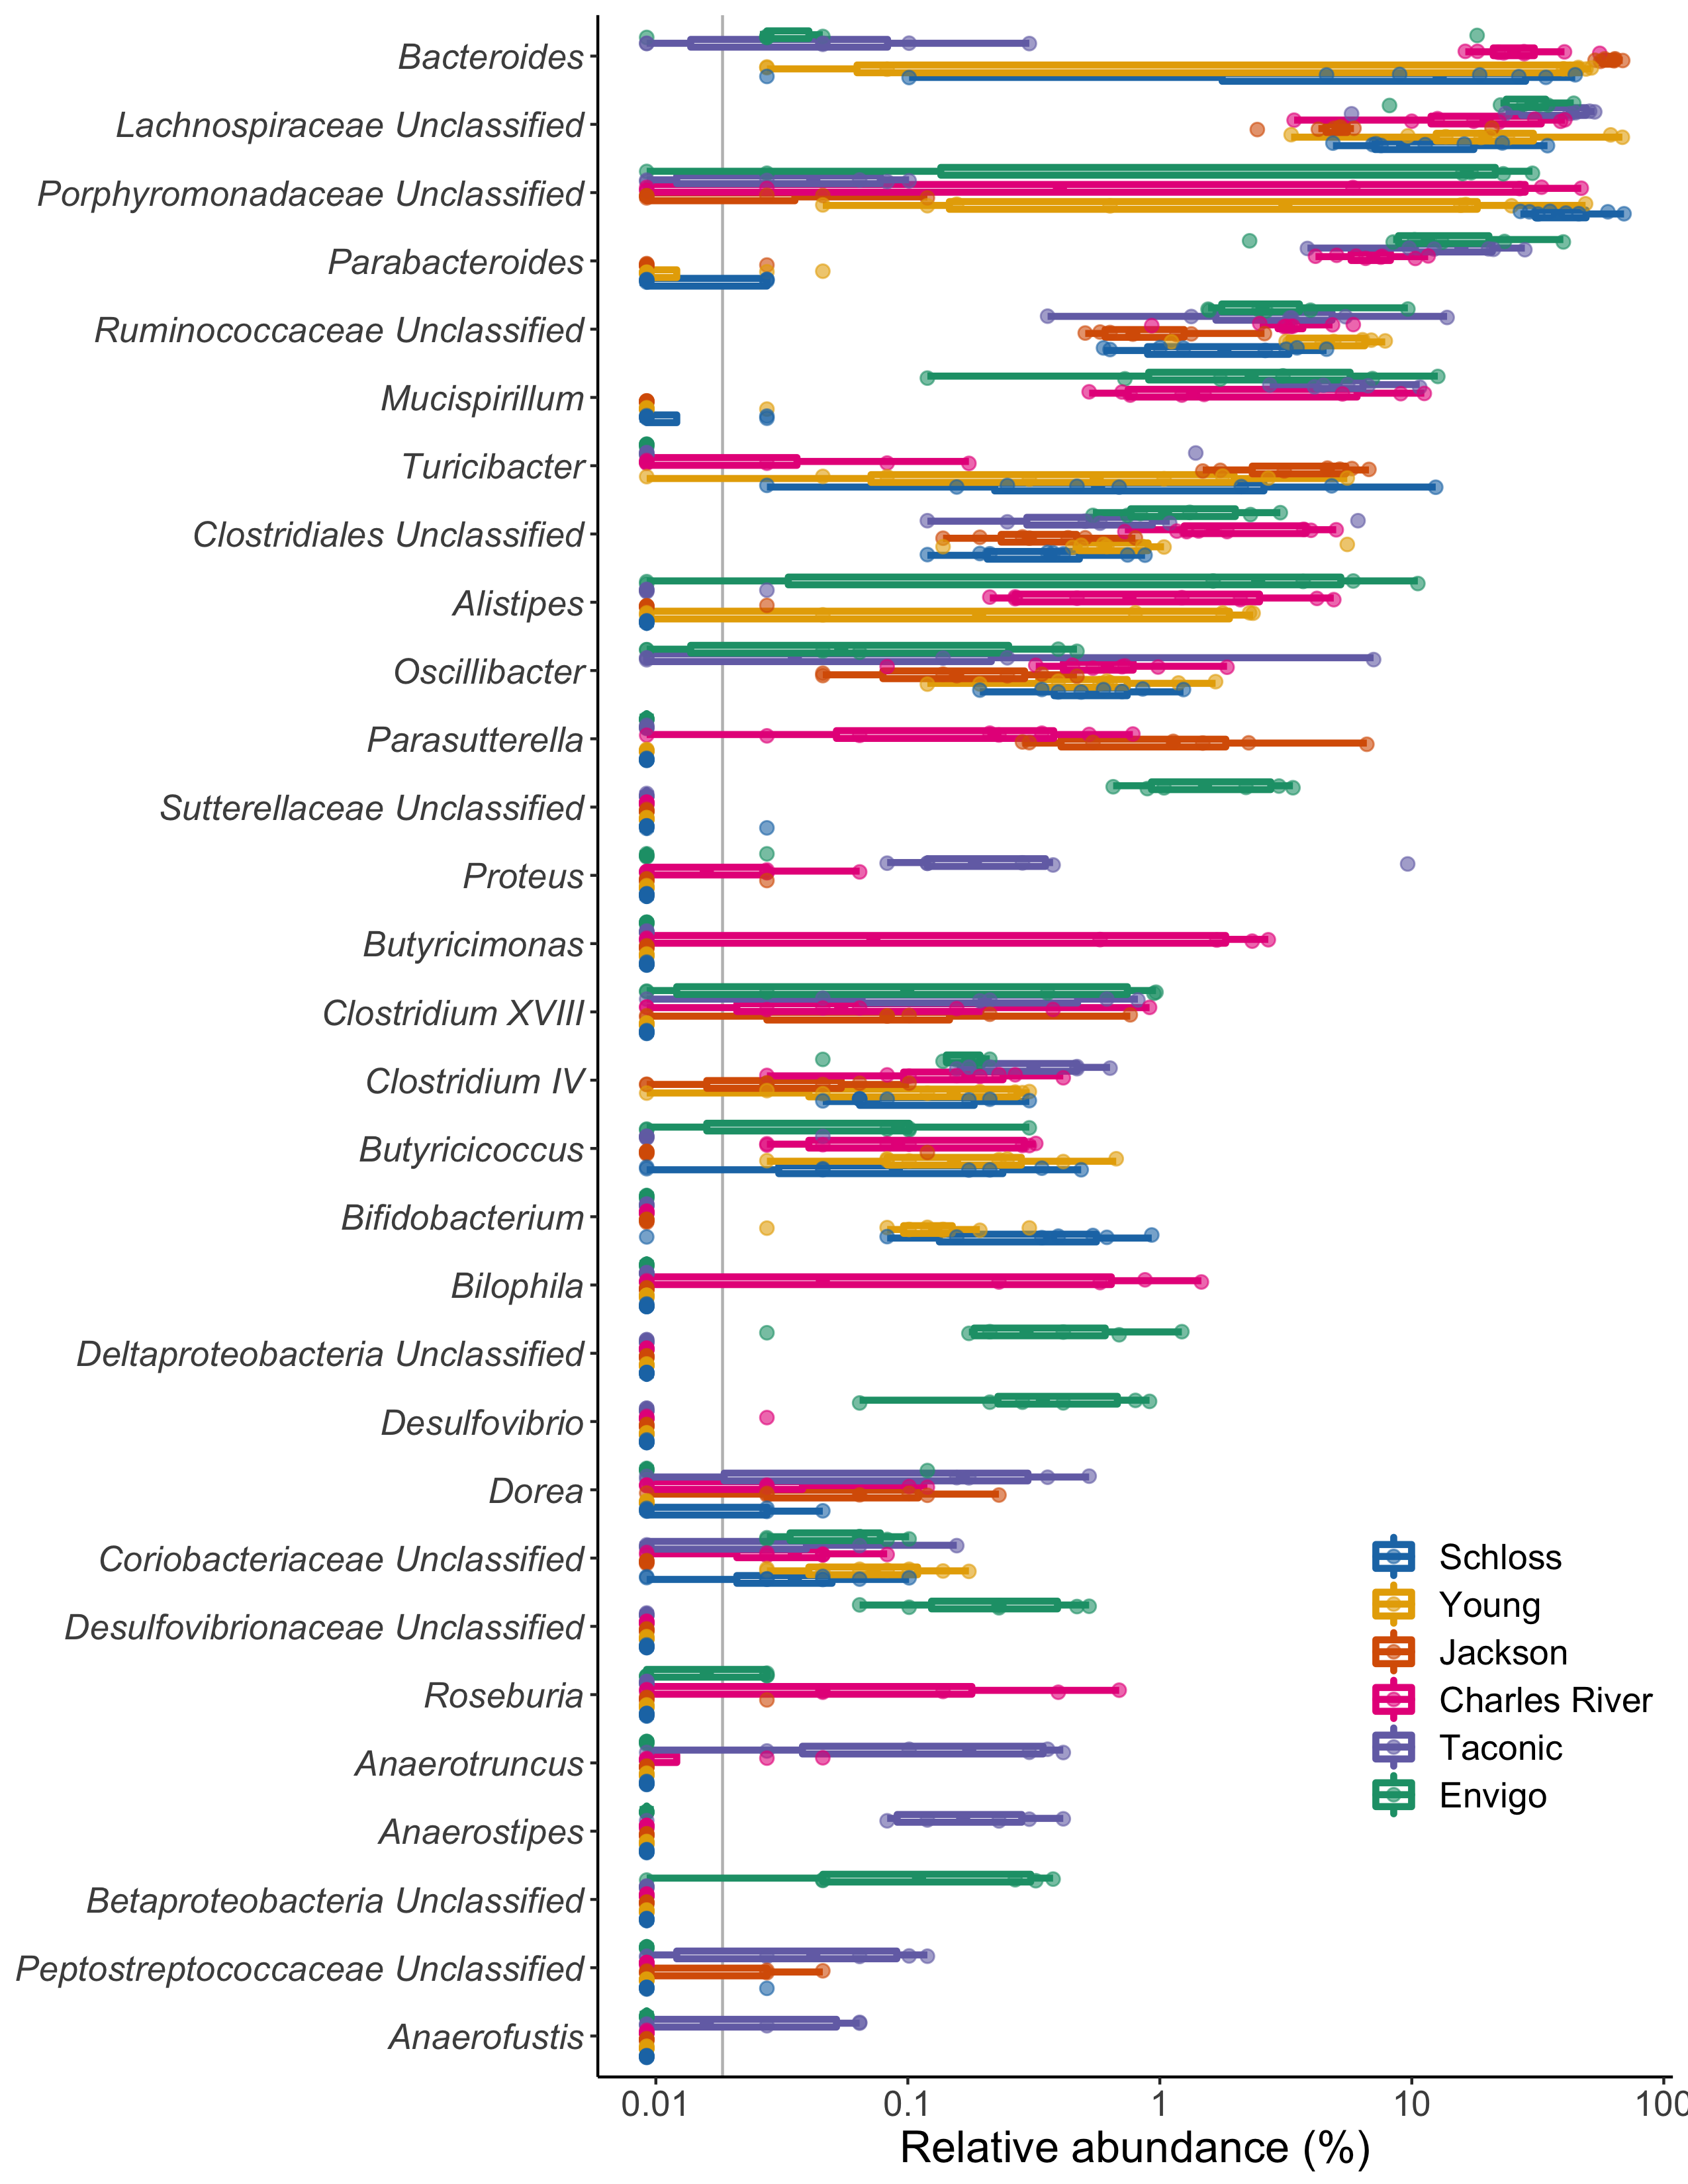 Bacteroides
Lachnospiraceae Unclassified
Porphyromonadaceae Unclassified
Parabacteroides
Ruminococcaceae Unclassified
Mucispirillum
Turicibacter
Clostridiales Unclassified
Alistipes
Oscillibacter
Parasutterella
Sutterellaceae Unclassified
Proteus
Butyricimonas
Clostridium XVIII
Clostridium IV
Butyricicoccus
Bifidobacterium
Bilophila
Deltaproteobacteria Unclassified
Desulfovibrio
Dorea
Coriobacteriaceae Unclassified
Desulfovibrionaceae Unclassified
Roseburia
Anaerotruncus
Anaerostipes
Betaproteobacteria Unclassified
Peptostreptococcaceae Unclassified
Anaerofustis
Schloss
Young
Jackson
Charles River
Taconic
Envigo
0.01 0.1 1 10 100
Relative abundance (%)